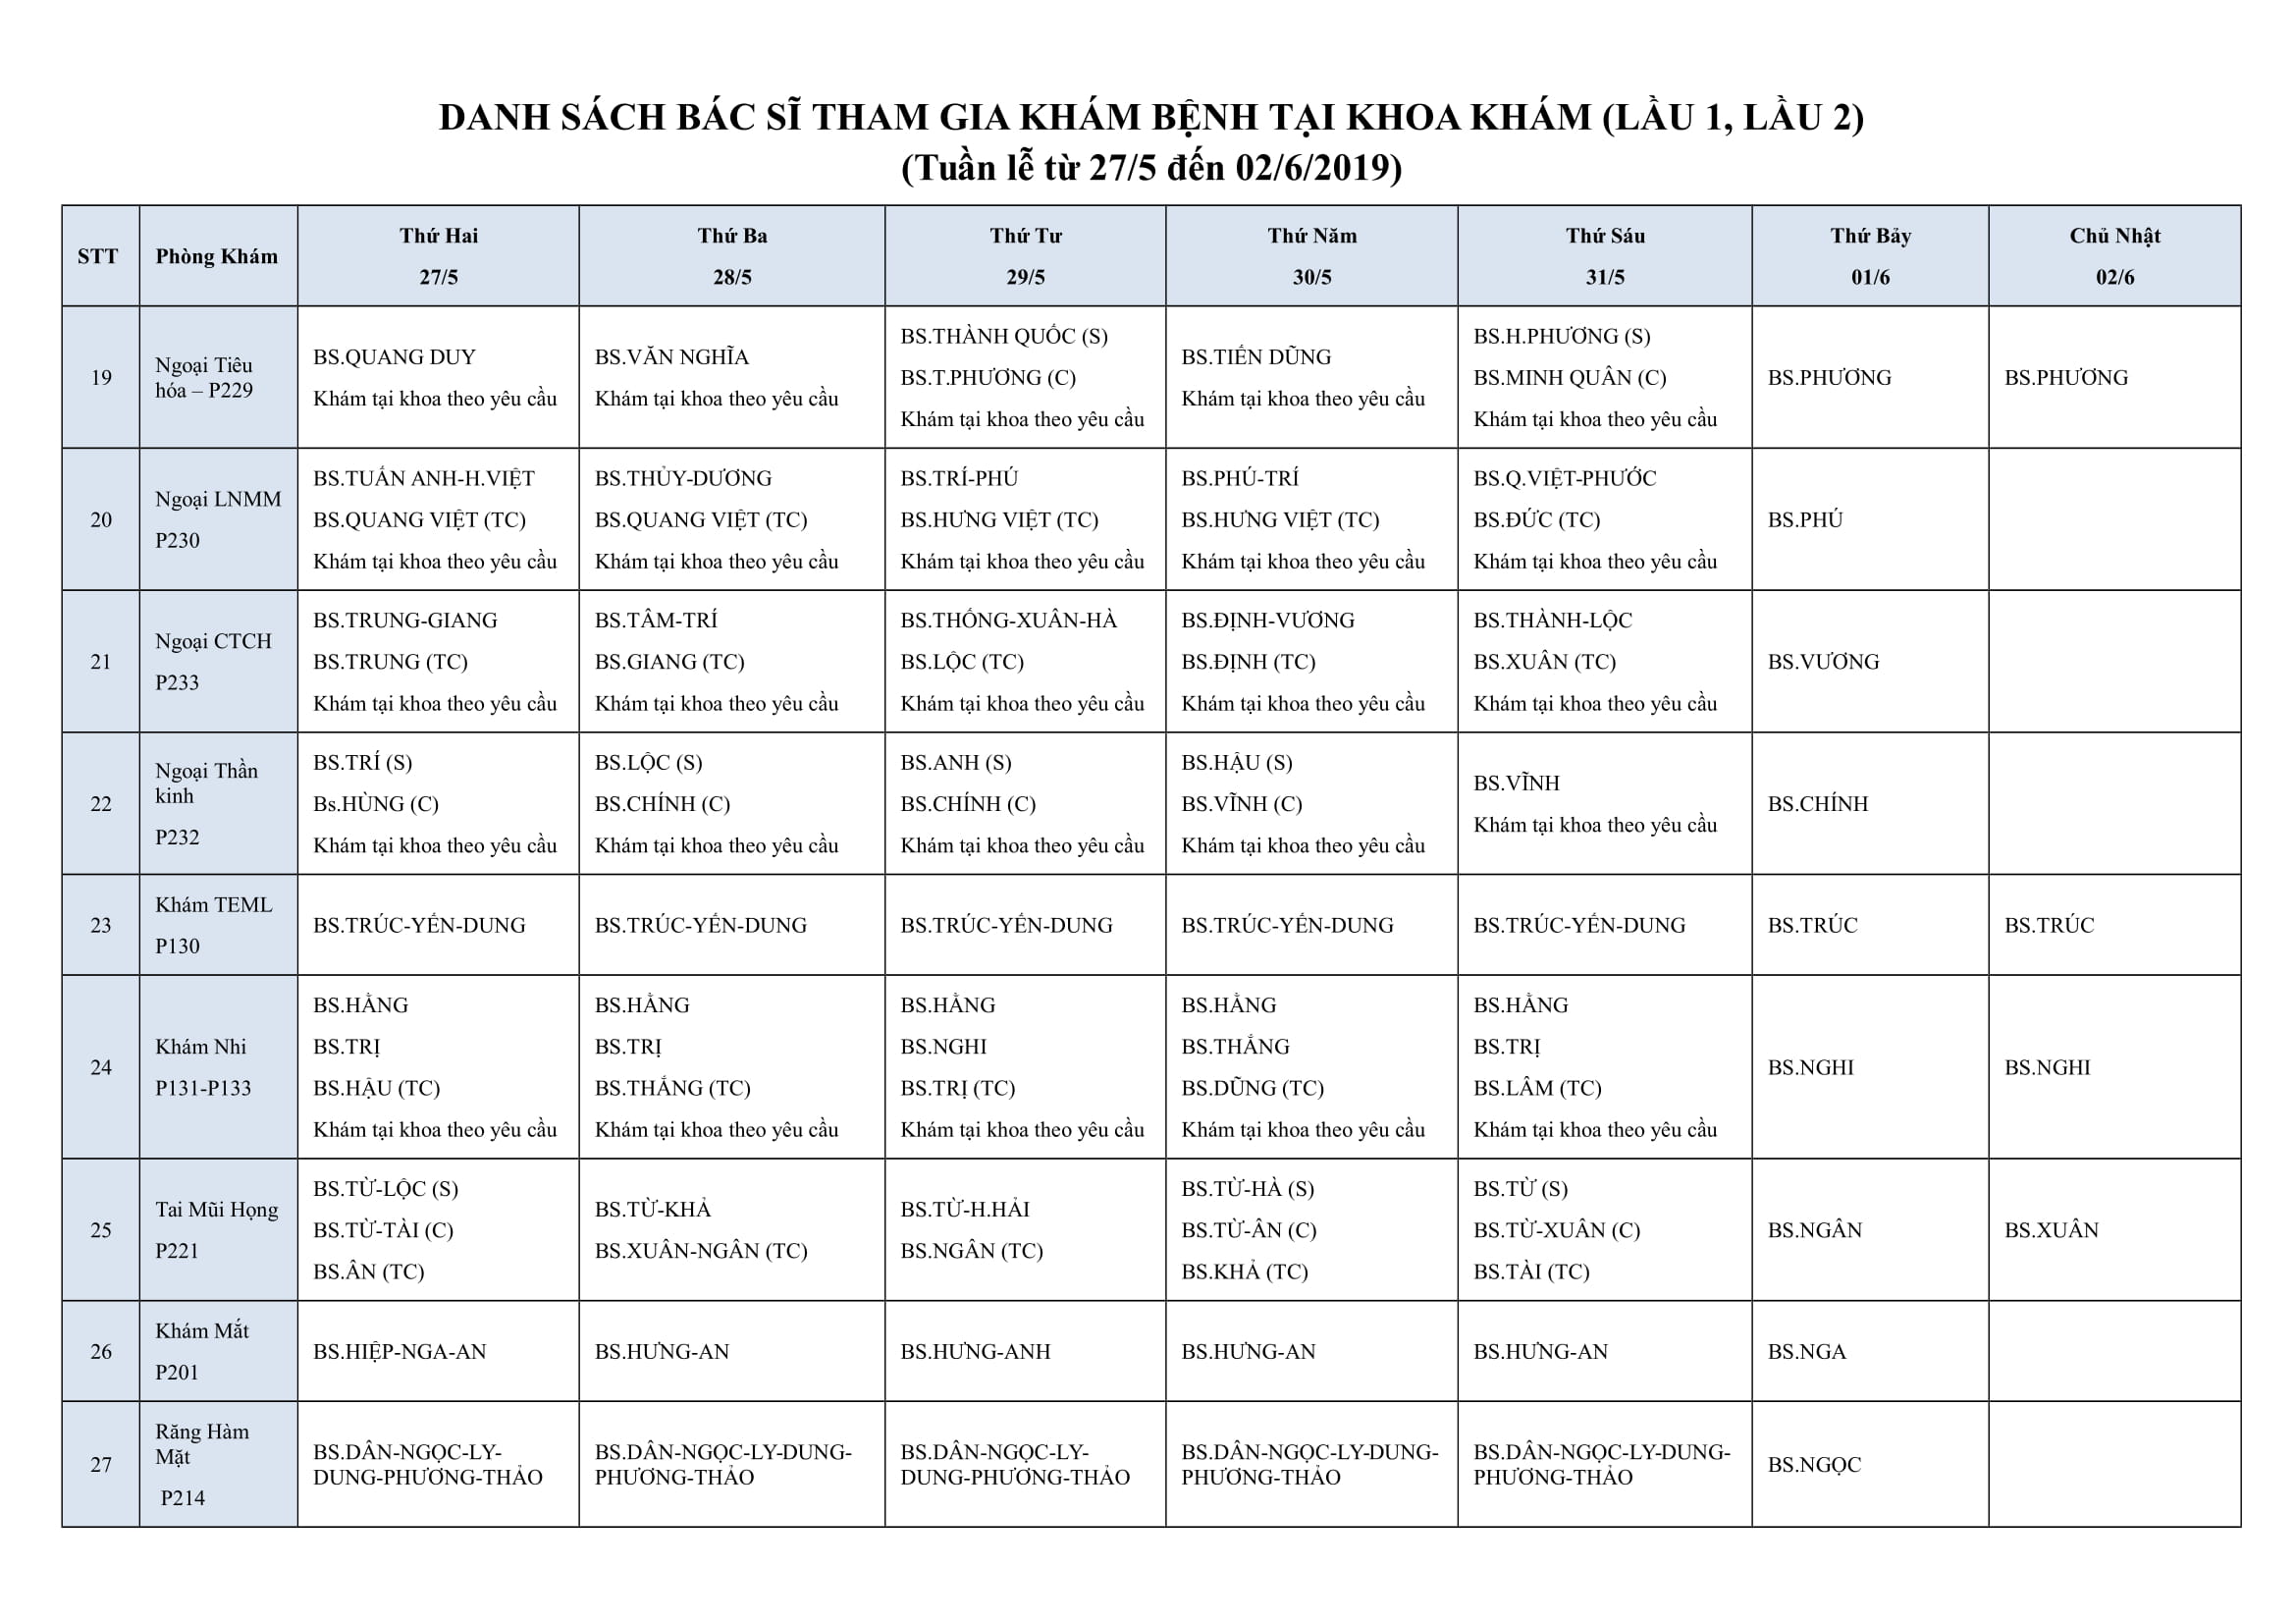 DANH SÁCH BÁC SĨ THAM GIA KHÁM BỆNH TẠI KHOA KHÁM (LẦU 1, LẦU 2)
(Tuần lễ từ 27/5 đến 02/6/2019)
STT
Phòng Khám
Thứ Hai
27/5
Thứ Ba
28/5
Thứ Tư
29/5
Thứ Năm
30/5
Thứ Sáu
31/5
Thứ Bảy
01/6
Chủ Nhật
02/6
19
Ngoại Tiêu
hóa – P229
BS.QUANG DUY
Khám tại khoa theo yêu cầu
BS.VĂN NGHĨA
Khám tại khoa theo yêu cầu
BS.THÀNH QUỐC (S)
BS.T.PHƯƠNG (C)
Khám tại khoa theo yêu cầu
BS.TIẾN DŨNG
Khám tại khoa theo yêu cầu
BS.H.PHƯƠNG (S)
BS.MINH QUÂN (C)
Khám tại khoa theo yêu cầu
BS.PHƯƠNG
BS.PHƯƠNG
20
Ngoại LNMM
P230
BS.TUẤN ANH-H.VIỆT
BS.QUANG VIỆT (TC)
Khám tại khoa theo yêu cầu
BS.THỦY-DƯƠNG
BS.QUANG VIỆT (TC)
Khám tại khoa theo yêu cầu
BS.TRÍ-PHÚ
BS.HƯNG VIỆT (TC)
Khám tại khoa theo yêu cầu
BS.PHÚ-TRÍ
BS.HƯNG VIỆT (TC)
Khám tại khoa theo yêu cầu
BS.Q.VIỆT-PHƯỚC
BS.ĐỨC (TC)
Khám tại khoa theo yêu cầu
BS.PHÚ
21
Ngoại CTCH
P233
BS.TRUNG-GIANG
BS.TRUNG (TC)
Khám tại khoa theo yêu cầu
BS.TÂM-TRÍ
BS.GIANG (TC)
Khám tại khoa theo yêu cầu
BS.THỐNG-XUÂN-HÀ
BS.LỘC (TC)
Khám tại khoa theo yêu cầu
BS.ĐỊNH-VƯƠNG
BS.ĐỊNH (TC)
Khám tại khoa theo yêu cầu
BS.THÀNH-LỘC
BS.XUÂN (TC)
Khám tại khoa theo yêu cầu
BS.VƯƠNG
22
Ngoại Thần
kinh
P232
BS.TRÍ (S)
Bs.HÙNG (C)
Khám tại khoa theo yêu cầu
BS.LỘC (S)
BS.CHÍNH (C)
Khám tại khoa theo yêu cầu
BS.ANH (S)
BS.CHÍNH (C)
Khám tại khoa theo yêu cầu
BS.HẬU (S)
BS.VĨNH (C)
Khám tại khoa theo yêu cầu
BS.VĨNH
Khám tại khoa theo yêu cầu
BS.CHÍNH
23
Khám TEML
P130
BS.TRÚC-YẾN-DUNG
BS.TRÚC-YẾN-DUNG
BS.TRÚC-YẾN-DUNG
BS.TRÚC-YẾN-DUNG
BS.TRÚC-YẾN-DUNG
BS.TRÚC
BS.TRÚC
24
Khám Nhi
P131-P133
BS.HẰNG
BS.TRỊ
BS.HẬU (TC)
Khám tại khoa theo yêu cầu
BS.HẰNG
BS.TRỊ
BS.THẮNG (TC)
Khám tại khoa theo yêu cầu
BS.HẰNG
BS.NGHI
BS.TRỊ (TC)
Khám tại khoa theo yêu cầu
BS.HẰNG
BS.THẮNG
BS.DŨNG (TC)
Khám tại khoa theo yêu cầu
BS.HẰNG
BS.TRỊ
BS.LÂM (TC)
Khám tại khoa theo yêu cầu
BS.NGHI
BS.NGHI
25
Tai Mũi Họng
P221
BS.TỪ-LỘC (S)
BS.TỪ-TÀI (C)
BS.ÂN (TC)
BS.TỪ-KHẢ
BS.XUÂN-NGÂN (TC)
BS.TỪ-H.HẢI
BS.NGÂN (TC)
BS.TỪ-HÀ (S)
BS.TỪ-ÂN (C)
BS.KHẢ (TC)
BS.TỪ (S)
BS.TỪ-XUÂN (C)
BS.TÀI (TC)
BS.NGÂN
BS.XUÂN
26
Khám Mắt
P201
BS.HIỆP-NGA-AN
BS.HƯNG-AN
BS.HƯNG-ANH
BS.HƯNG-AN
BS.HƯNG-AN
BS.NGA
27
Răng Hàm
Mặt
P214
BS.DÂN-NGỌC-LY-
DUNG-PHƯƠNG-THẢO
BS.DÂN-NGỌC-LY-DUNG-
PHƯƠNG-THẢO
BS.DÂN-NGỌC-LY-
DUNG-PHƯƠNG-THẢO
BS.DÂN-NGỌC-LY-DUNG-
PHƯƠNG-THẢO
BS.DÂN-NGỌC-LY-DUNG-
PHƯƠNG-THẢO
BS.NGỌC